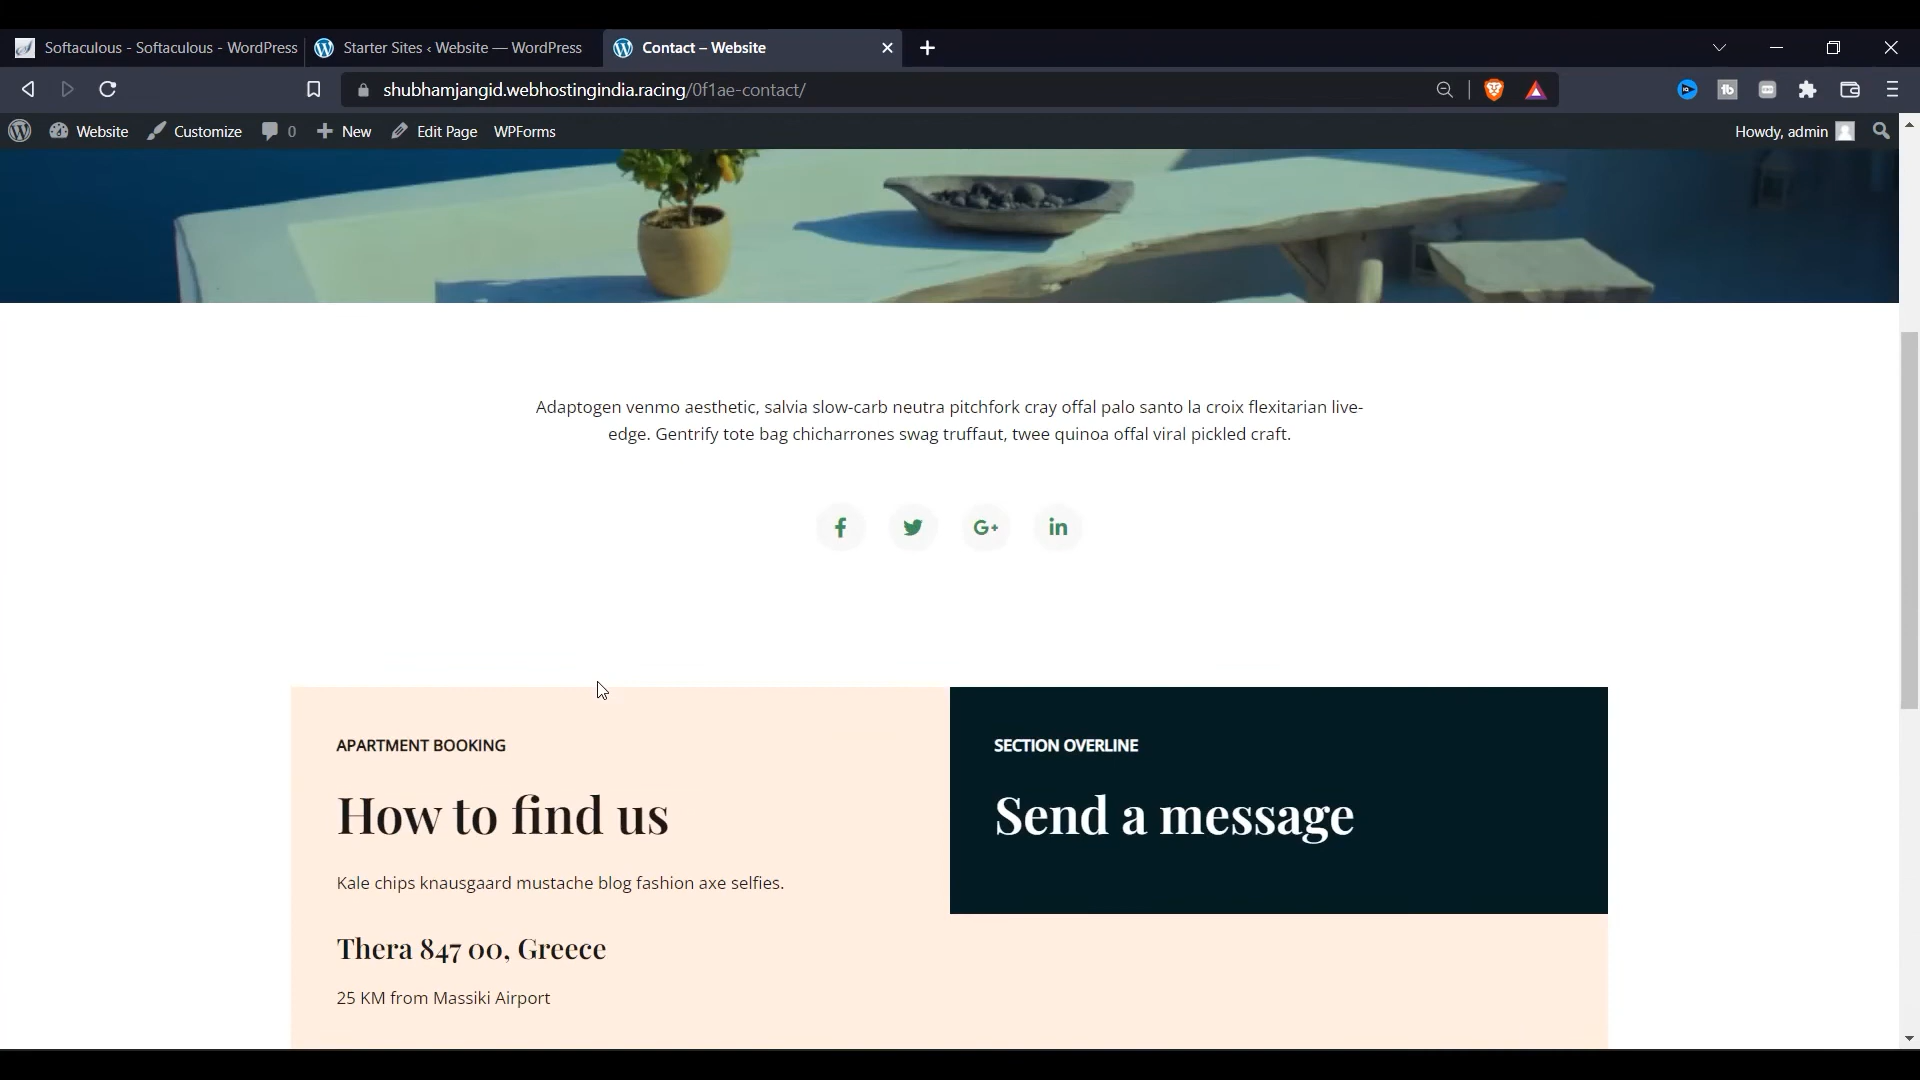 Softaculous - Softaculous - WordPress
Starter Sites ‹ Website — WordPress
Contact – Website
shubhamjangid.webhostingindia.racing/0f1ae-contact/
Website
Customize
0
New
Edit Page
WPForms
Howdy, admin
Adaptogen venmo aesthetic, salvia slow-carb neutra pitchfork cray offal palo santo la croix flexitarian live-
edge. Gentrify tote bag chicharrones swag truffaut, twee quinoa offal viral pickled craft.
APARTMENT BOOKING
How to find us
Kale chips knausgaard mustache blog fashion axe selfies.
Thera 847 00, Greece
25 KM from Massiki Airport
SECTION OVERLINE
Send a message